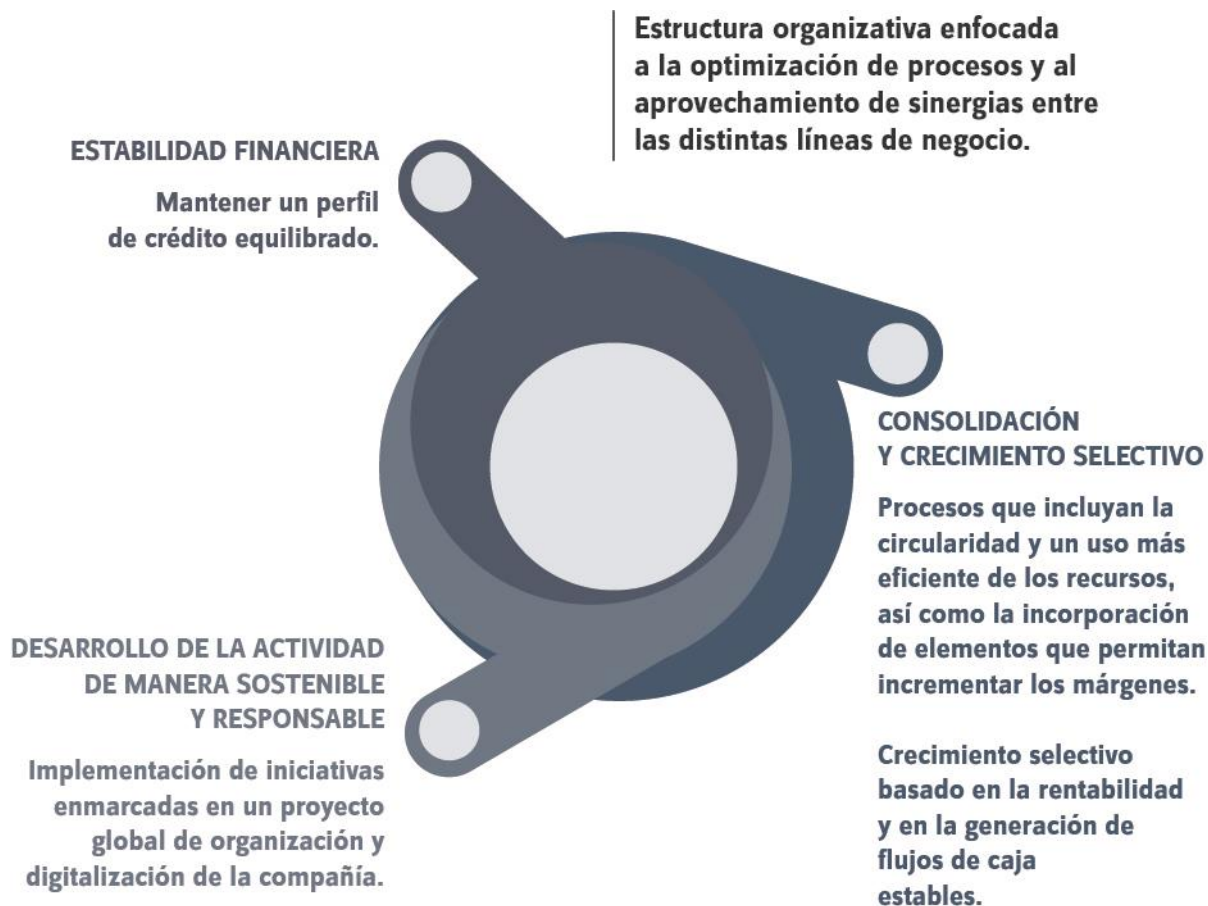 Estructura organizativa enfocada
a la optimización de procesos y al
aprovechamiento de sinergias entre
las distintas líneas de negocio.
ESTABILIDAD FINANCIERA
Mantener un perfil
de crédito equilibrado.
CONSOLIDACIÓN
Y CRECIMIENTO SELECTIVO
Procesos que incluyan la
circularidad y un uso más
eficiente de los recursos,
así como la incorporación
de elementos que permitan
incrementar los márgenes.
Crecimiento selectivo
basado en la rentabilidad
y en la generación de
flujos de caja
estables.
DESARROLLO DE LA ACTIVIDAD
DE MANERA SOSTENIBLE
Y RESPONSABLE
Implementación de iniciativas
enmarcadas en un proyecto
global de organización y
digitalización de la compañía.